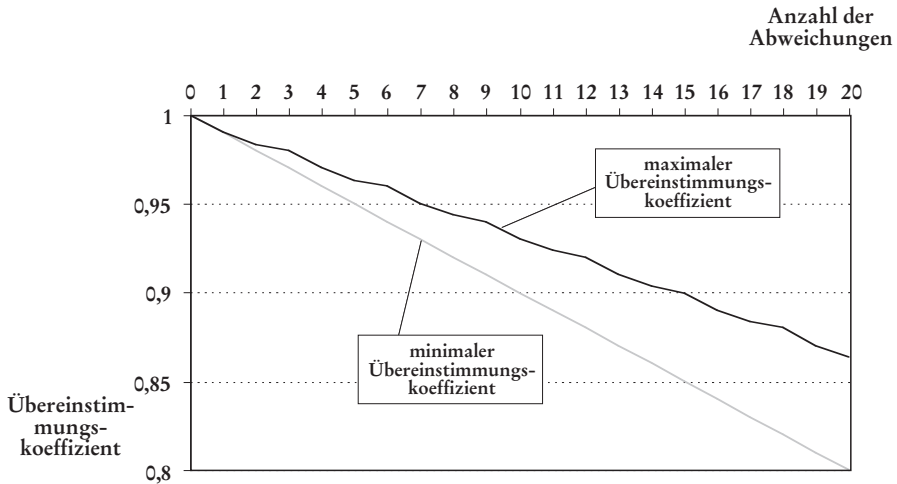 Anzahl der
Abweichungen
0 1 2 3 4 5 6 7 8 9 10 11 12 13 14 15 16 17 18 19 20
1
maximaler
Übereinstimmungs-
koeffizient
0,95
0,9
minimaler
Übereinstimmungs-
koeffizient
0,85
Übereinstim-
mungs-
koeffizient
0,8